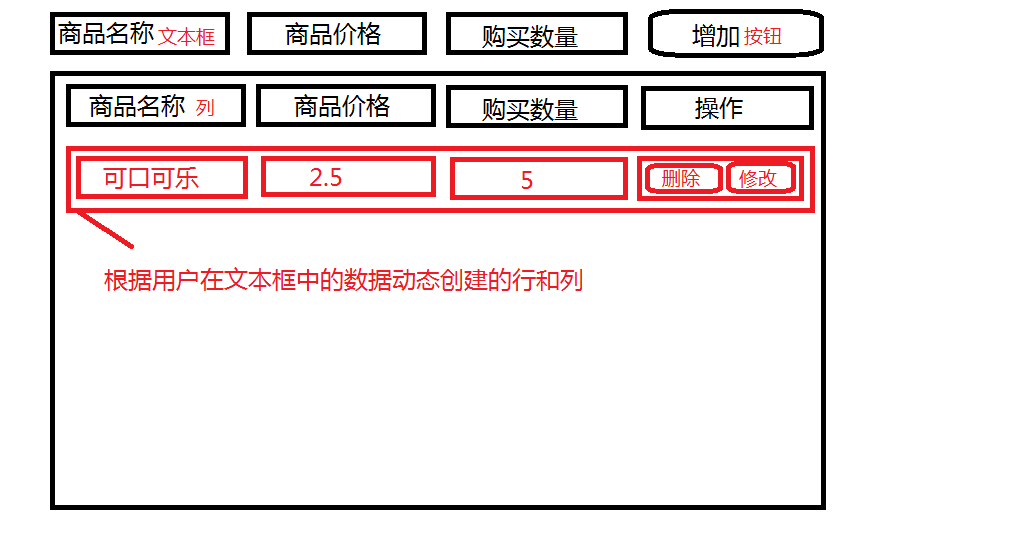 商品名称 文本框 商品价格 购买数量 增加 按钮
商品名称 列 商品价格 购买数量 操作
可口可乐 2.5 5 删除 修改
根据用户在文本框中的数据动态创建的行和列